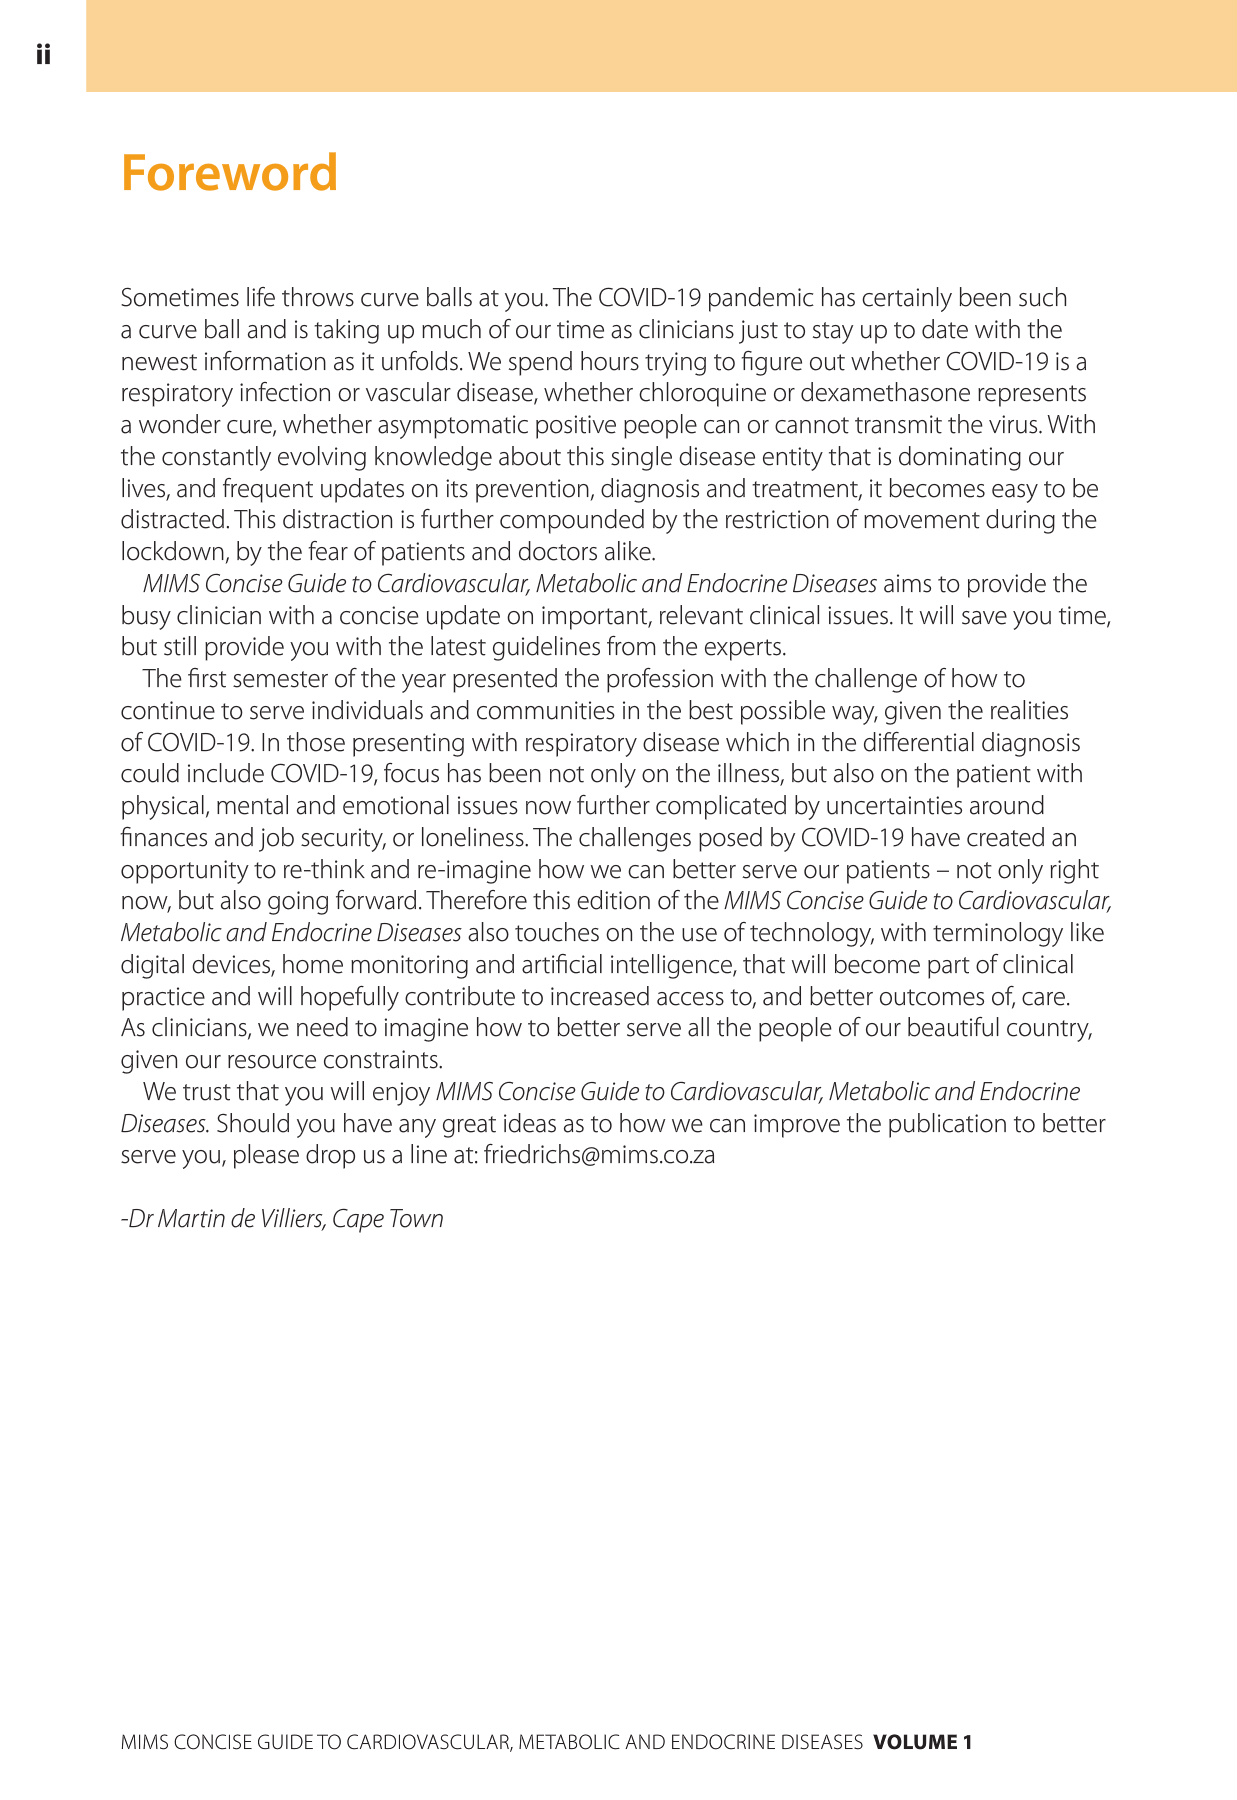 ii
Foreword
Sometimes life throws curve balls at you. The COVID-19 pandemic has certainly been such
a curve ball and is taking up much of our time as clinicians just to stay up to date with the
newest information as it unfolds. We spend hours trying to figure out whether COVID-19 is a
respiratory infection or vascular disease, whether chloroquine or dexamethasone represents
a wonder cure, whether asymptomatic positive people can or cannot transmit the virus. With
the constantly evolving knowledge about this single disease entity that is dominating our
lives, and frequent updates on its prevention, diagnosis and treatment, it becomes easy to be
distracted. This distraction is further compounded by the restriction of movement during the
lockdown, by the fear of patients and doctors alike.
MIMS Concise Guide to Cardiovascular, Metabolic and Endocrine Diseases aims to provide the
busy clinician with a concise update on important, relevant clinical issues. It will save you time,
but still provide you with the latest guidelines from the experts.
The first semester of the year presented the profession with the challenge of how to
continue to serve individuals and communities in the best possible way, given the realities
of COVID-19. In those presenting with respiratory disease which in the differential diagnosis
could include COVID-19, focus has been not only on the illness, but also on the patient with
physical, mental and emotional issues now further complicated by uncertainties around
finances and job security, or loneliness. The challenges posed by COVID-19 have created an
opportunity to re-think and re-imagine how we can better serve our patients – not only right
now, but also going forward. Therefore this edition of the MIMS Concise Guide to Cardiovascular,
Metabolic and Endocrine Diseases also touches on the use of technology, with terminology like
digital devices, home monitoring and artificial intelligence, that will become part of clinical
practice and will hopefully contribute to increased access to, and better outcomes of, care.
As clinicians, we need to imagine how to better serve all the people of our beautiful country,
given our resource constraints.
We trust that you will enjoy MIMS Concise Guide to Cardiovascular, Metabolic and Endocrine
Diseases. Should you have any great ideas as to how we can improve the publication to better
serve you, please drop us a line at: friedrichs@mims.co.za
-Dr Martin de Villiers, Cape Town
MIMS CONCISE GUIDE TO CARDIOVASCULAR, METABOLIC AND ENDOCRINE DISEASES VOLUME 1